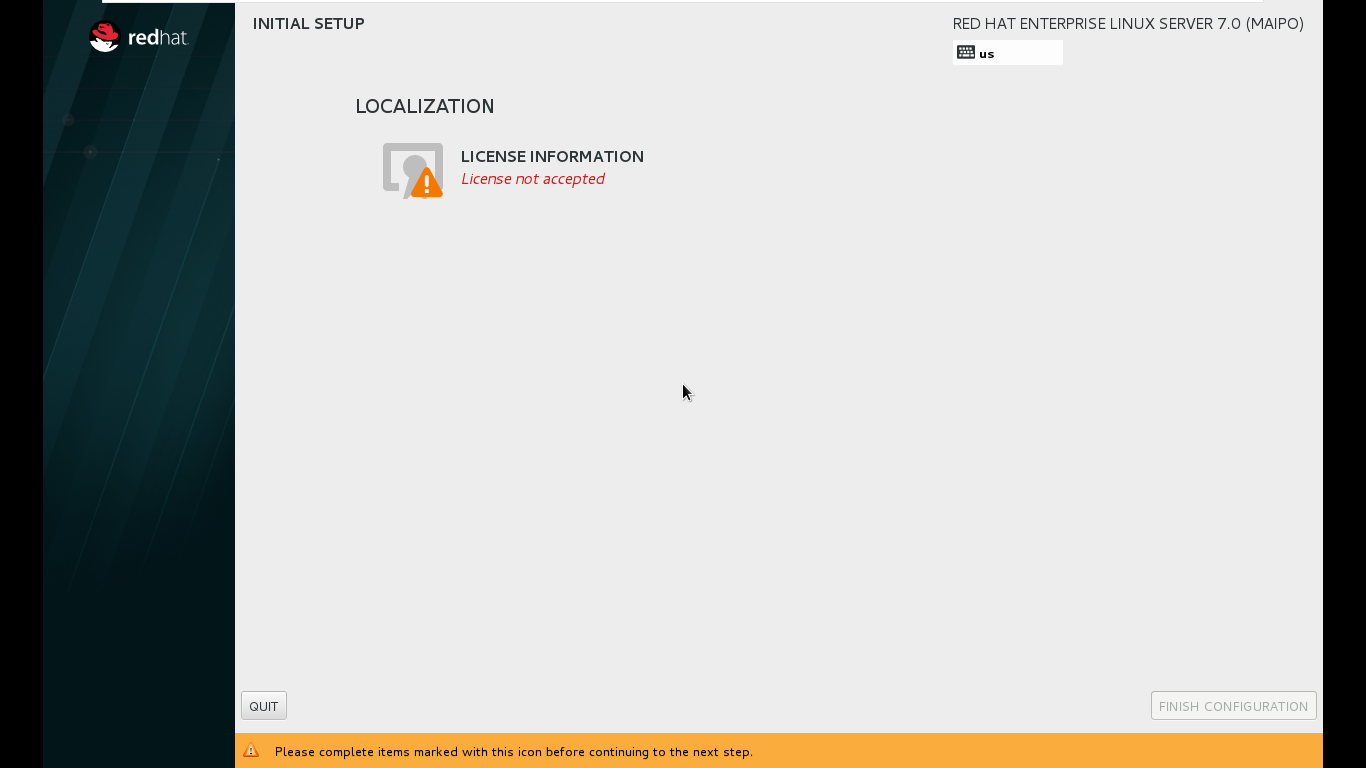 redhat.
INITIAL SETUP
RED HAT ENTERPRISE LINUX SERVER 7.0 (MAIPO)
us
LOCALIZATION
LICENSE INFORMATION
License not accepted
QUIT
FINISH CONFIGURATION
Please complete items marked with this icon before continuing to the next step.